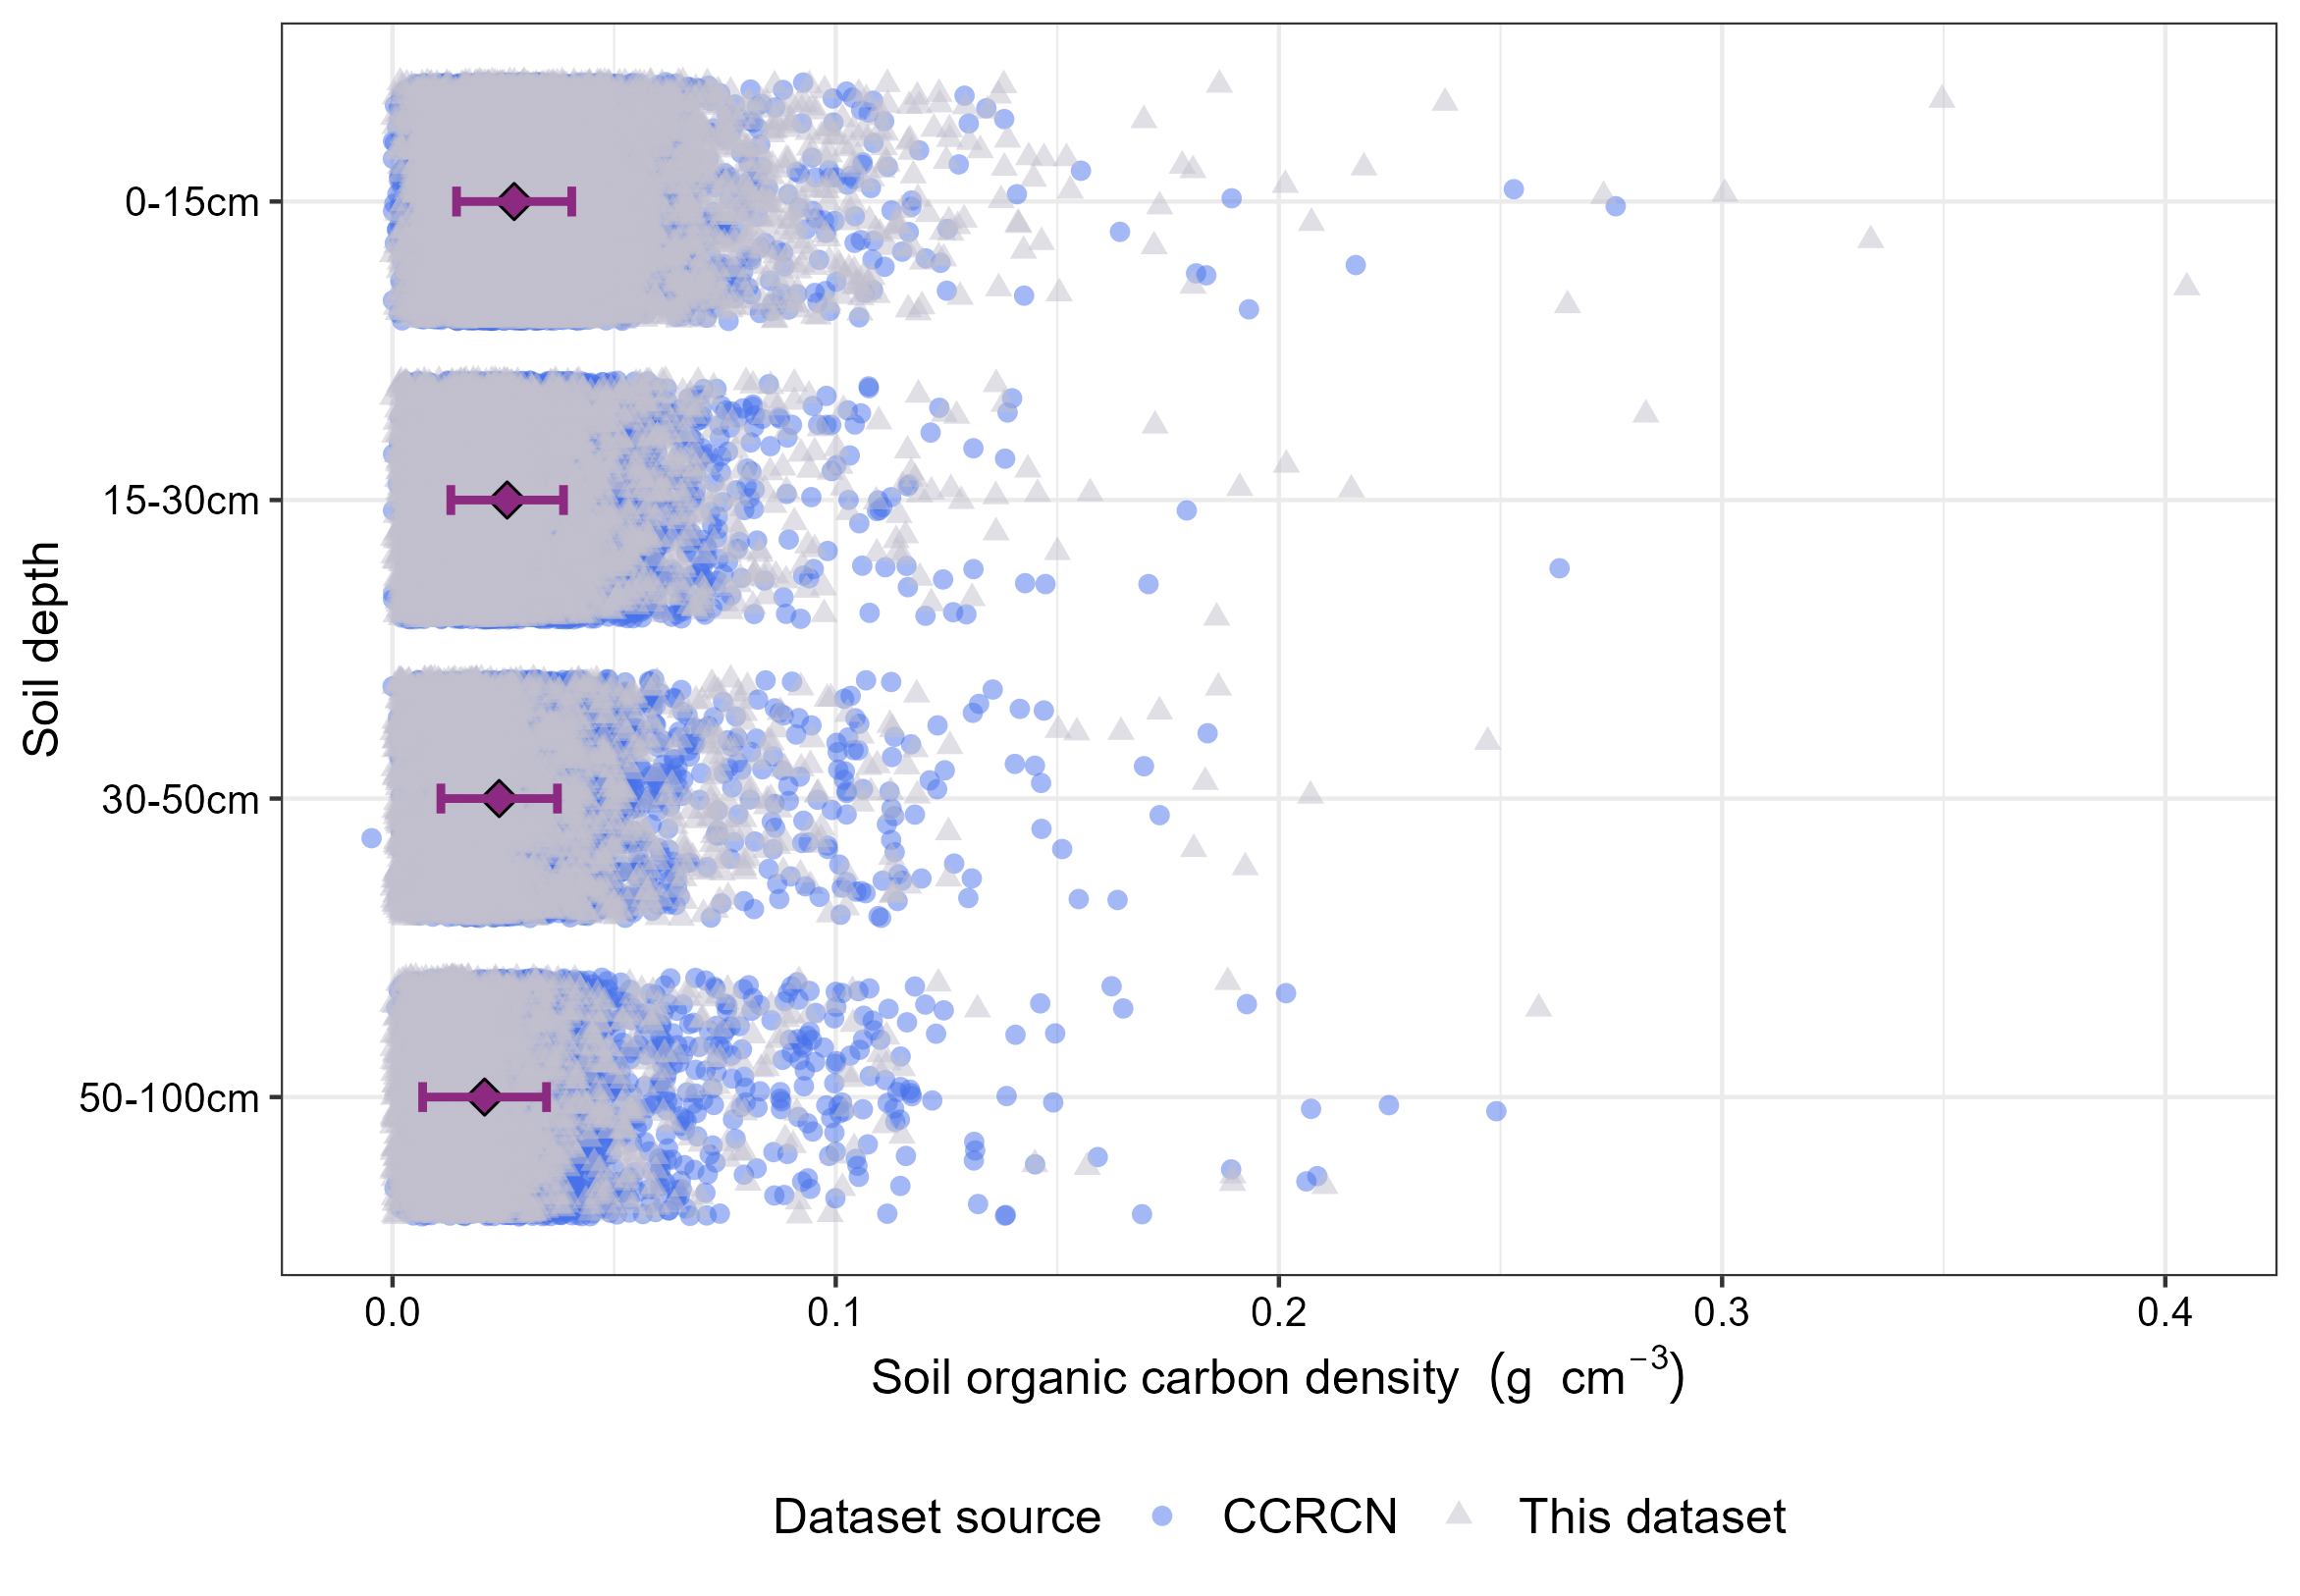 Soil depth
0-15cm
15-30cm
30-50cm
50-100cm
0.0 0.1 0.2 0.3 0.4
Soil organic carbon density (g cm⁻³)
Dataset source CCRCN This dataset